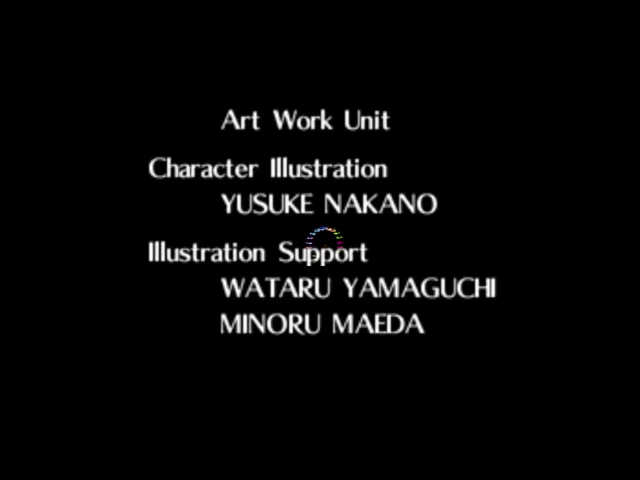 Art Work Unit
Character Illustration
YUSUKE NAKANO
Illustration Support
WATARU YAMAGUCHI
MINORU MAEDA